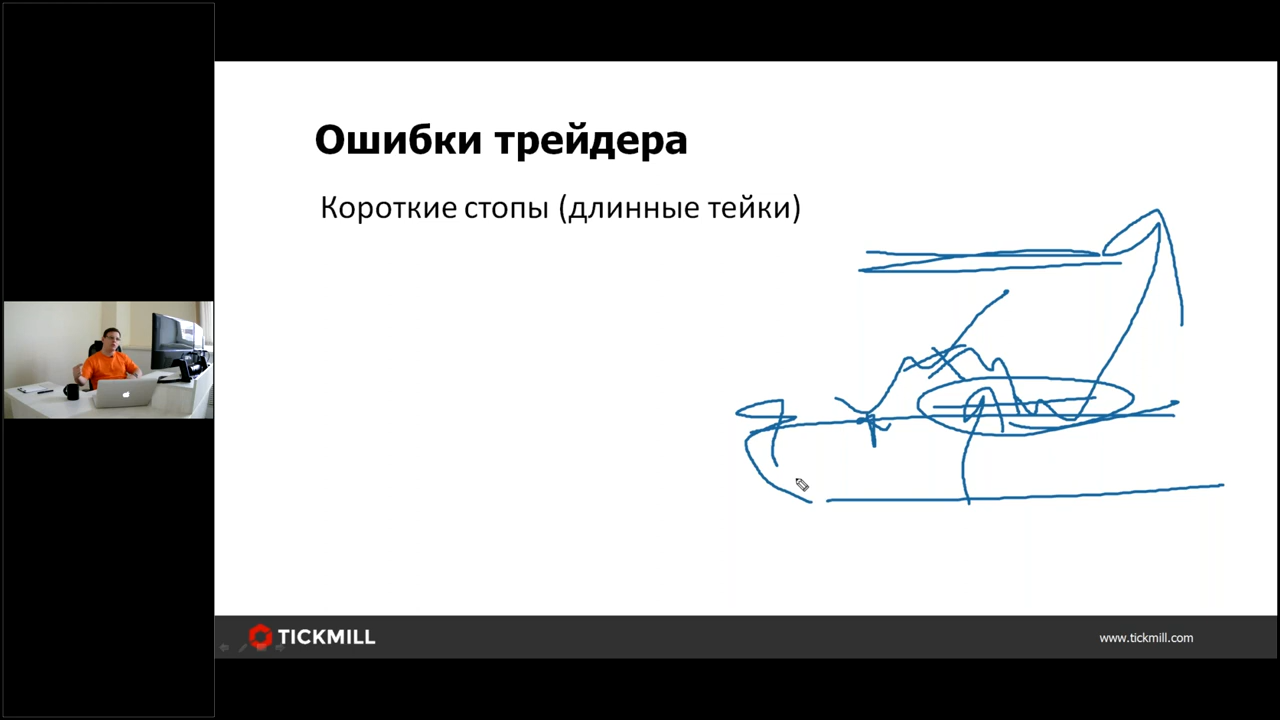 Ошибки трейдера
Короткие стопы (длинные тейки)
TICKMILL
www.tickmill.com